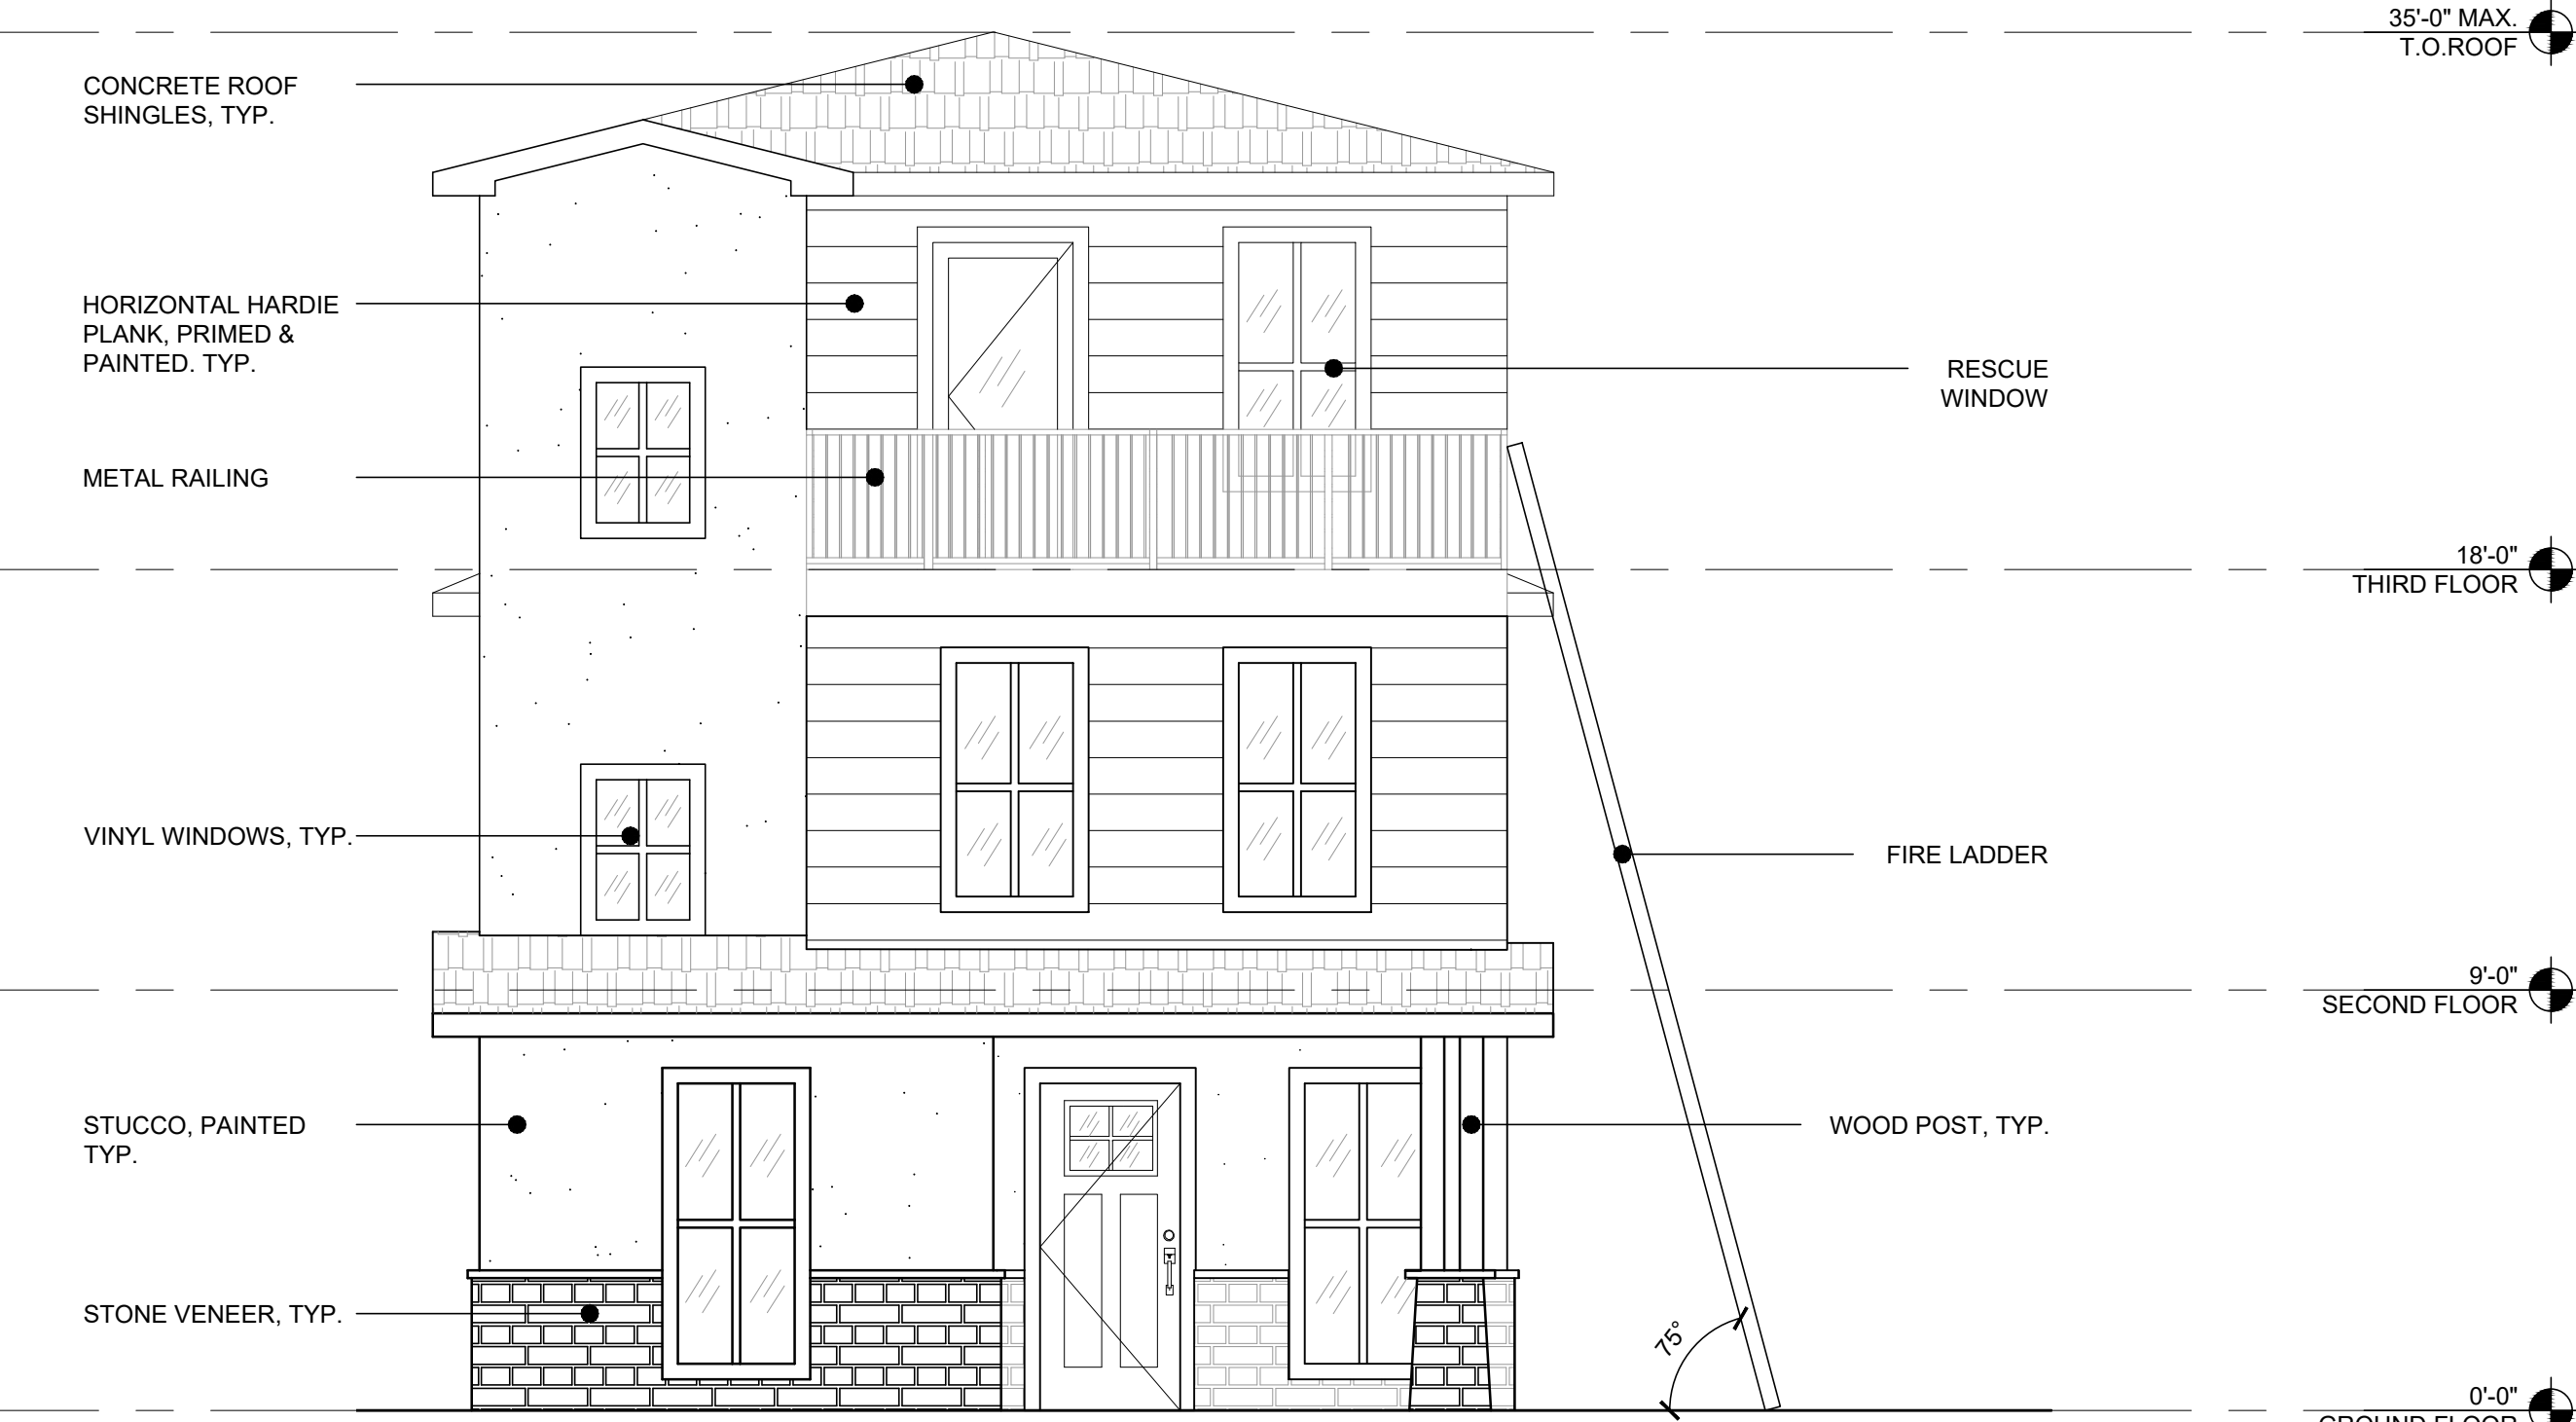 35'-0" MAX.
T.O.ROOF
CONCRETE ROOF
SHINGLES, TYP.
HORIZONTAL HARDIE
PLANK, PRIMED &
PAINTED. TYP.
RESCUE
WINDOW
METAL RAILING
18'-0"
THIRD FLOOR
VINYL WINDOWS, TYP.
FIRE LADDER
9'-0"
SECOND FLOOR
STUCCO, PAINTED
TYP.
WOOD POST, TYP.
STONE VENEER, TYP.
75°
0'-0"
GROUND FLOOR